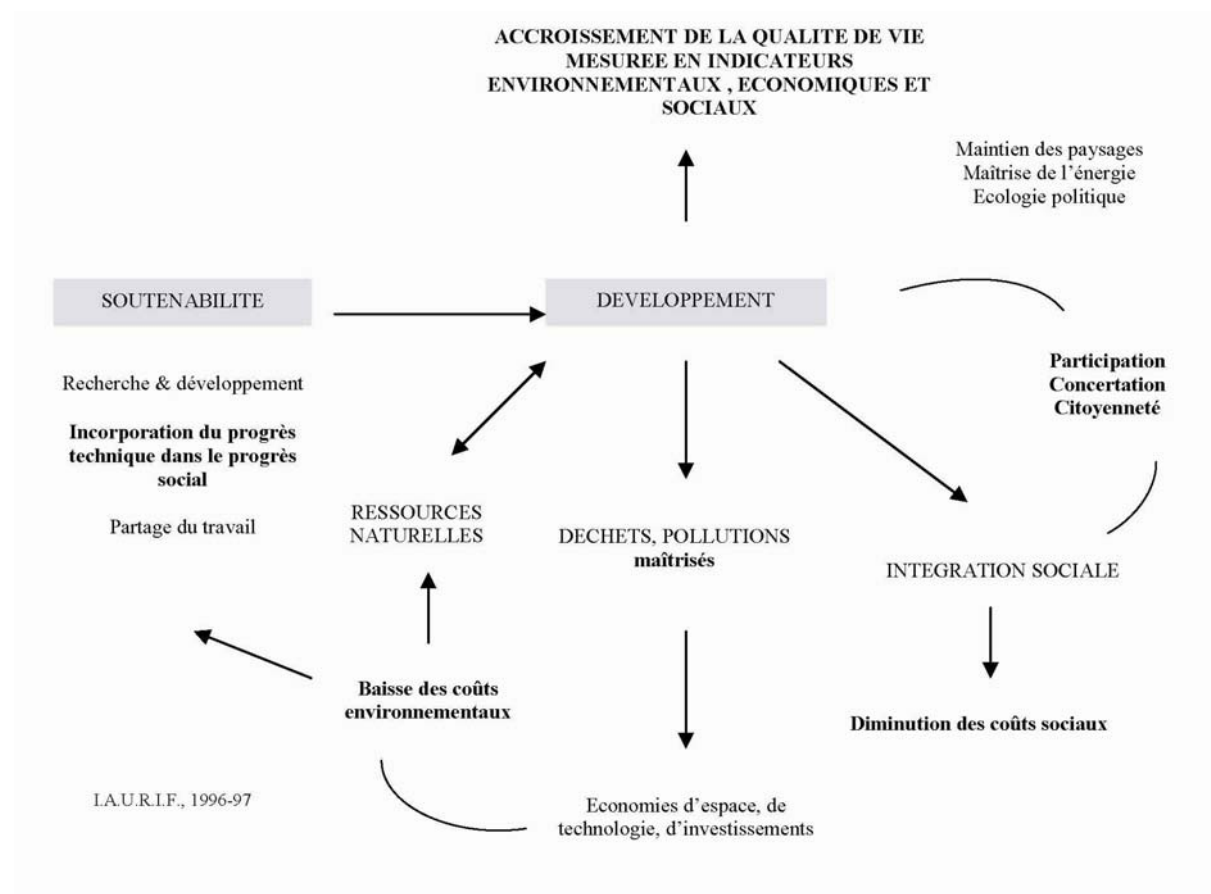 ACCROISSEMENT DE LA QUALITE DE VIE
MESUREE EN INDICATEURS
ENVIRONNEMENTAUX , ECONOMIQUES ET
SOCIAUX
Maintien des paysages
Maîtrise de l’énergie
Ecologie politique
SOUTENABILITE
DEVELOPPEMENT
Participation
Concertation
Citoyenneté
Recherche & développement
Incorporation du progrès
technique dans le progrès
social
Partage du travail
RESSOURCES
NATURELLES
DECHETS, POLLUTIONS
maîtrisés
INTEGRATION SOCIALE
Baisse des coûts
environnementaux
Diminution des coûts sociaux
I.A.U.R.I.F., 1996-97
Economies d’espace, de
technologie, d’investissements